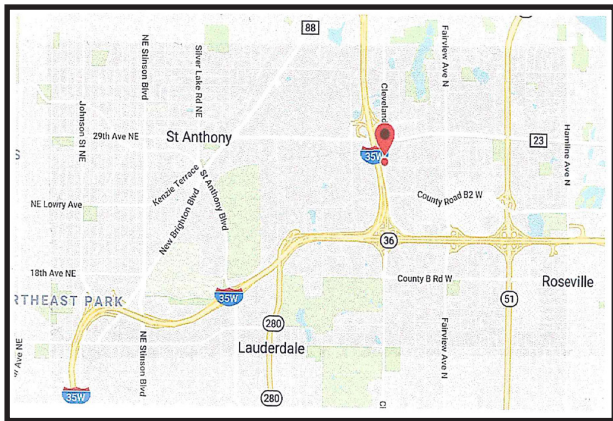 88
NE Stinson Blvd
Silver Lake Rd NE
Fairview Ave N
Johnson St NE
Cleveland
29th Ave NE
St Anthony
23
35W
Hamline Ave N
Kenzie Terrace
St Anthony Blvd
County Road B2 W
NE Lowry Ave
New Brighton Blvd
36
18th Ave NE
County B Rd W
Roseville
35W
RTHEAST PARK
51
280
Ave NE
NE Stinson Blvd
Lauderdale
Fairview Ave N
35W
280